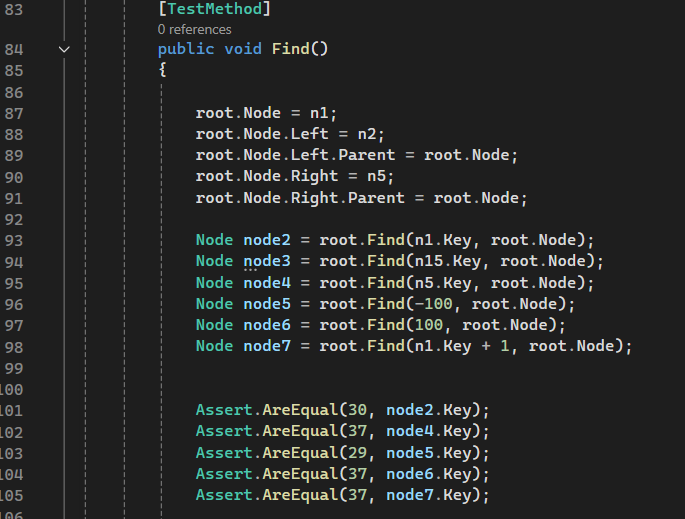 83 [TestMethod]
0 references
84 public void Find()
85 {
86
87 root.Node = n1;
88 root.Node.Left = n2;
89 root.Node.Left.Parent = root.Node;
90 root.Node.Right = n5;
91 root.Node.Right.Parent = root.Node;
92
93 Node node2 = root.Find(n1.Key, root.Node);
94 Node node3 = root.Find(n15.Key, root.Node);
95 Node node4 = root.Find(n5.Key, root.Node);
96 Node node5 = root.Find(-100, root.Node);
97 Node node6 = root.Find(100, root.Node);
98 Node node7 = root.Find(n1.Key + 1, root.Node);
99
100
101 Assert.AreEqual(30, node2.Key);
102 Assert.AreEqual(37, node4.Key);
103 Assert.AreEqual(29, node5.Key);
104 Assert.AreEqual(37, node6.Key);
105 Assert.AreEqual(37, node7.Key);
106